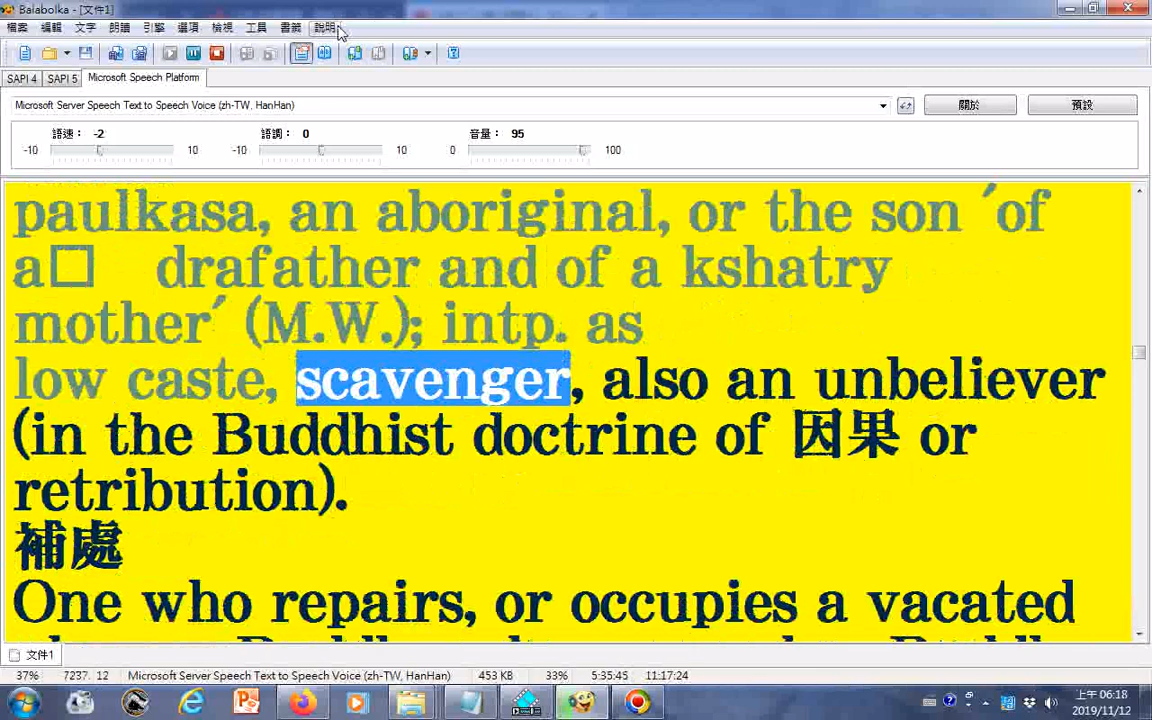 Balabolka - [文件1]
檔案 編輯 文字 朗讀 引擎 選項 檢視 工具 書籤 說明
SAPI 4 SAPI 5 Microsoft Speech Platform
Microsoft Server Speech Text to Speech Voice (zh-TW, HanHan) 關於 預設
語速： -2 語調： 0 音量： 95
-10 10 -10 10 0 100
paulkasa, an aboriginal, or the son ´of
a□ drafather and of a kshatry
mother´ (M.W.); intp. as
low caste, scavenger, also an unbeliever
(in the Buddhist doctrine of 因果 or
retribution).
補處
One who repairs, or occupies a vacated
文件1
37% 7237: 12 Microsoft Server Speech Text to Speech Voice (zh-TW, HanHan) 453 KB 33% 5:35:45 11:17:24
上午 06:18
2019/11/12